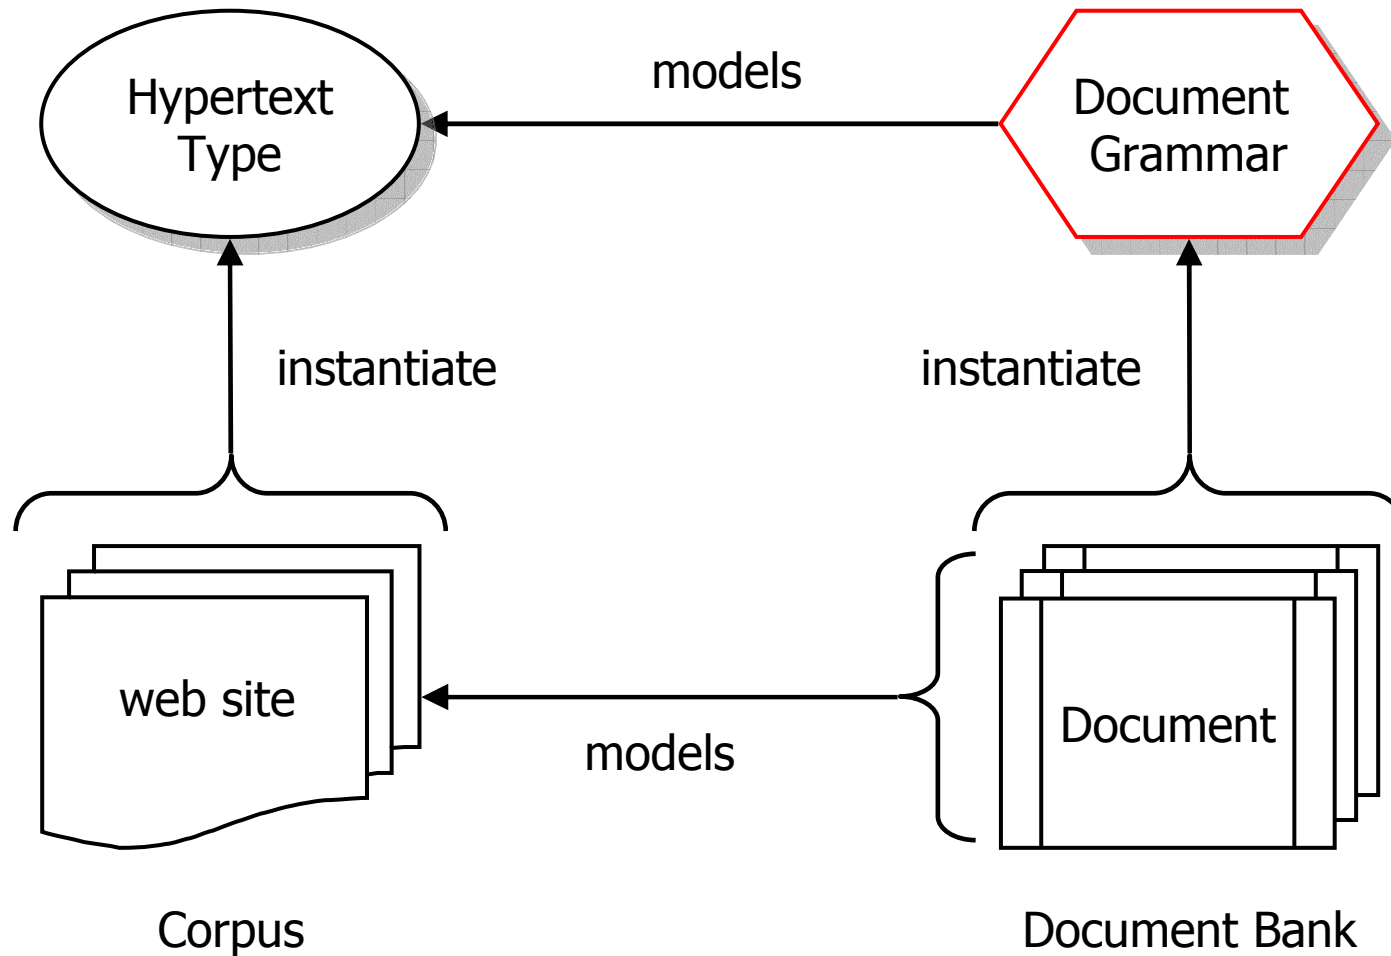 models
Hypertext
Type
Document
Grammar
instantiate
instantiate
web site
Document
models
Corpus
Document Bank